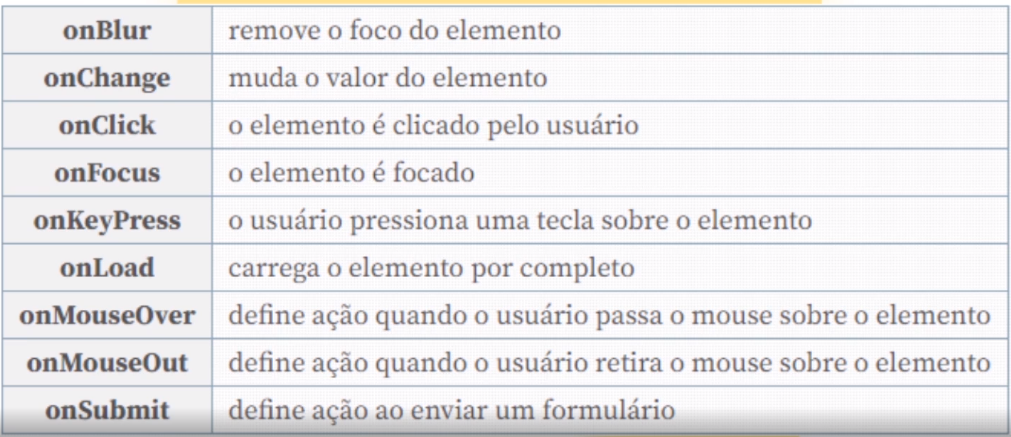 onBlur remove o foco do elemento
onChange muda o valor do elemento
onClick o elemento é clicado pelo usuário
onFocus o elemento é focado
onKeyPress o usuário pressiona uma tecla sobre o elemento
onLoad carrega o elemento por completo
onMouseOver define ação quando o usuário passa o mouse sobre o elemento
onMouseOut define ação quando o usuário retira o mouse sobre o elemento
onSubmit define ação ao enviar um formulário